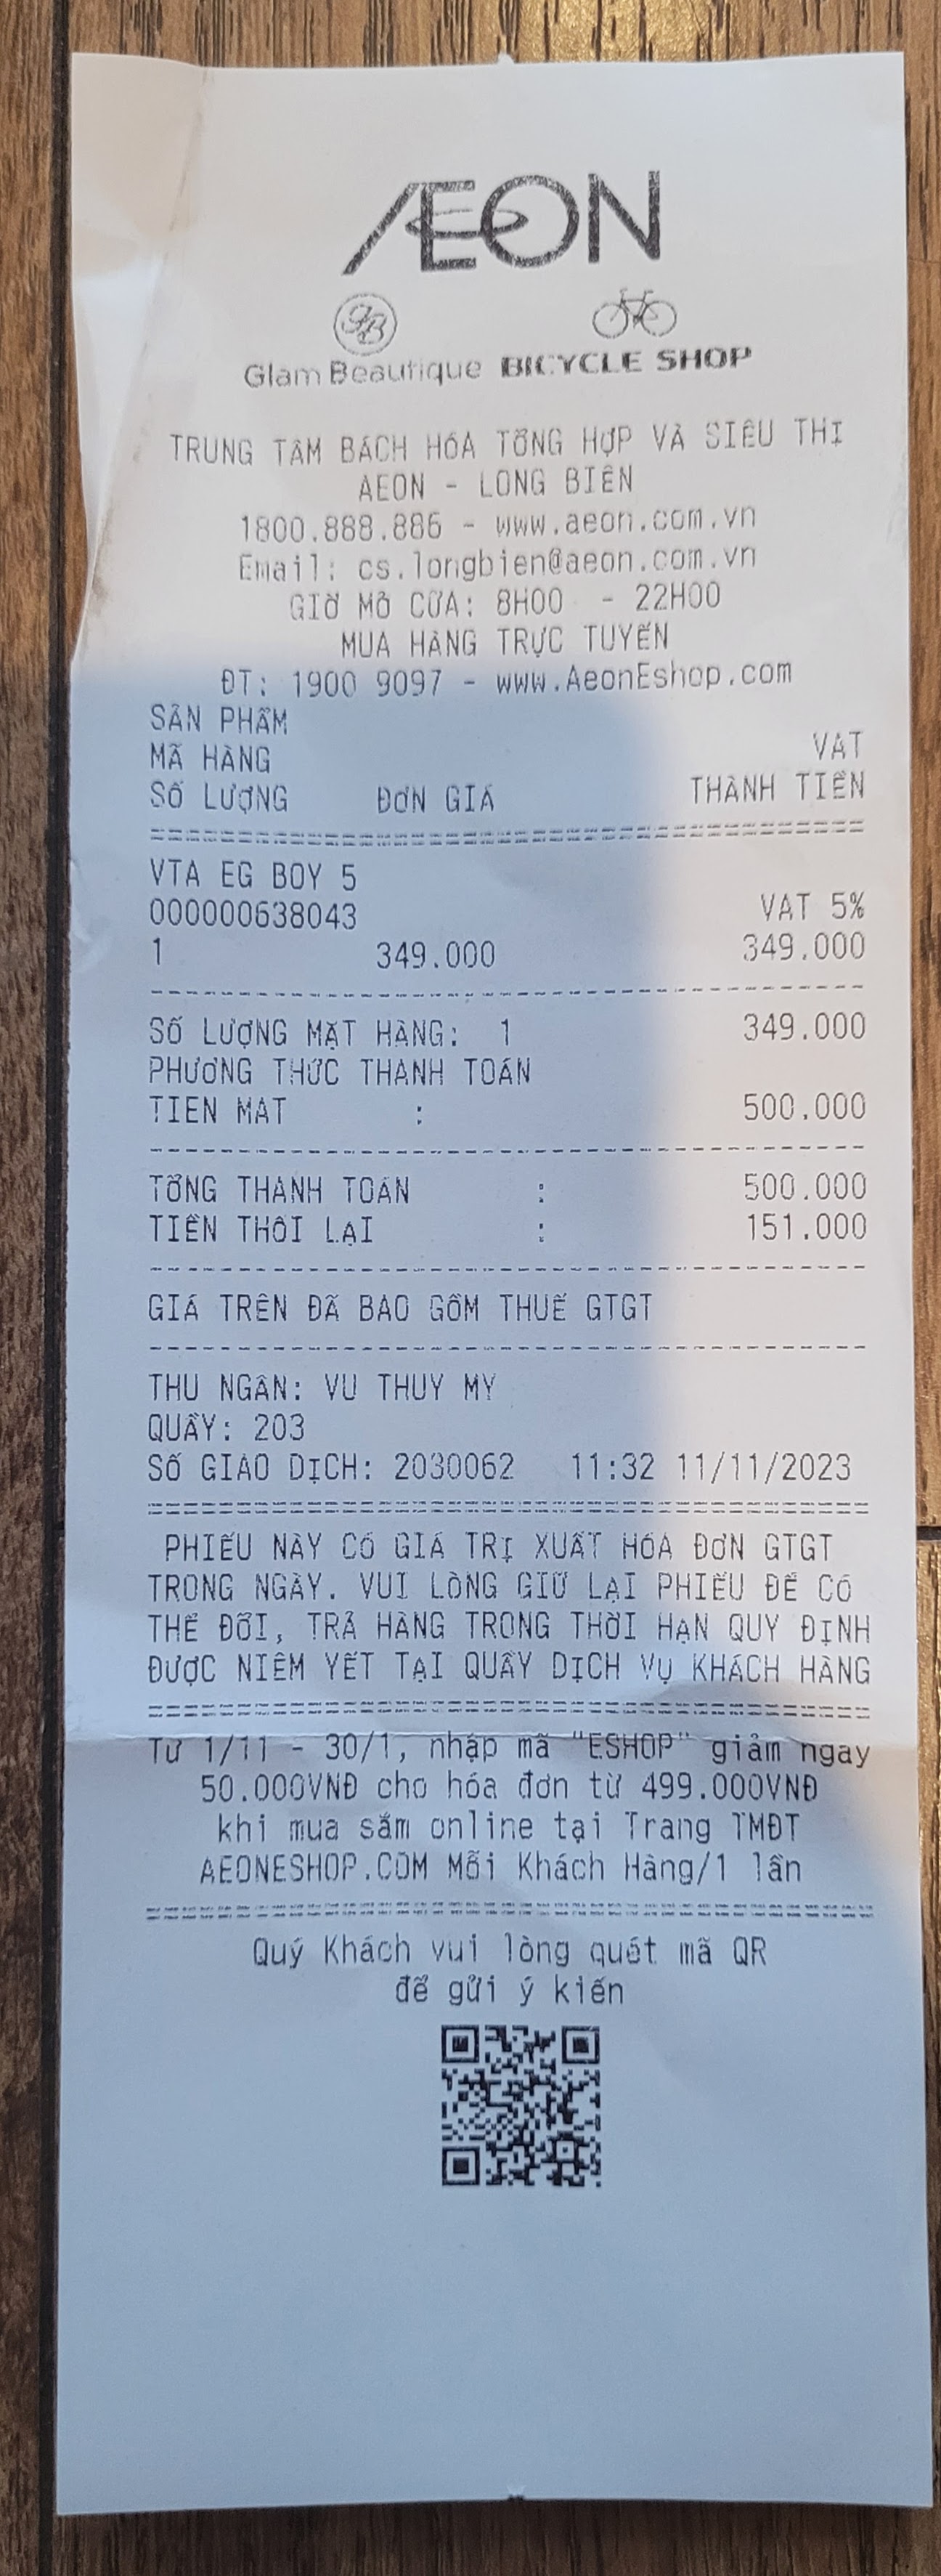 ÆON
GB
Glam Beautique BICYCLE SHOP
TRUNG TÂM BÁCH HÓA TỔNG HỢP VÀ SIÊU THỊ
AEON - LONG BIÊN
1800.888.886 - www.aeon.com.vn
Email: cs.longbien@aeon.com.vn
GIỜ MỞ CỬA: 8H00 - 22H00
MUA HÀNG TRỰC TUYẾN
ĐT: 1900 9097 - www.AeonEshop.com
SẢN PHẨM
MÃ HÀNG VAT
SỐ LƯỢNG ĐƠN GIÁ THÀNH TIỀN
VTA EG BOY 5
000000638043 VAT 5%
1 349.000 349.000
SỐ LƯỢNG MẶT HÀNG: 1 349.000
PHƯƠNG THỨC THANH TOÁN
TIEN MAT : 500.000
TỔNG THANH TOÁN : 500.000
TIỀN THỐI LẠI : 151.000
GIÁ TRÊN ĐÃ BAO GỒM THUẾ GTGT
THU NGÂN: VU THUY MY
QUẦY: 203
SỐ GIAO DỊCH: 2030062 11:32 11/11/2023
PHIẾU NÀY CÓ GIÁ TRỊ XUẤT HÓA ĐƠN GTGT
TRONG NGÀY. VUI LÒNG GIỮ LẠI PHIẾU ĐỂ CÓ
THỂ ĐỔI, TRẢ HÀNG TRONG THỜI HẠN QUY ĐỊNH
ĐƯỢC NIÊM YẾT TẠI QUẦY DỊCH VỤ KHÁCH HÀNG
Từ 1/11 - 30/1, nhập mã "ESHOP" giảm ngay
50.000VNĐ cho hóa đơn từ 499.000VNĐ
khi mua sắm online tại Trang TMĐT
AEONESHOP.COM Mỗi Khách Hàng/1 lần
Quý Khách vui lòng quét mã QR
để gửi ý kiến